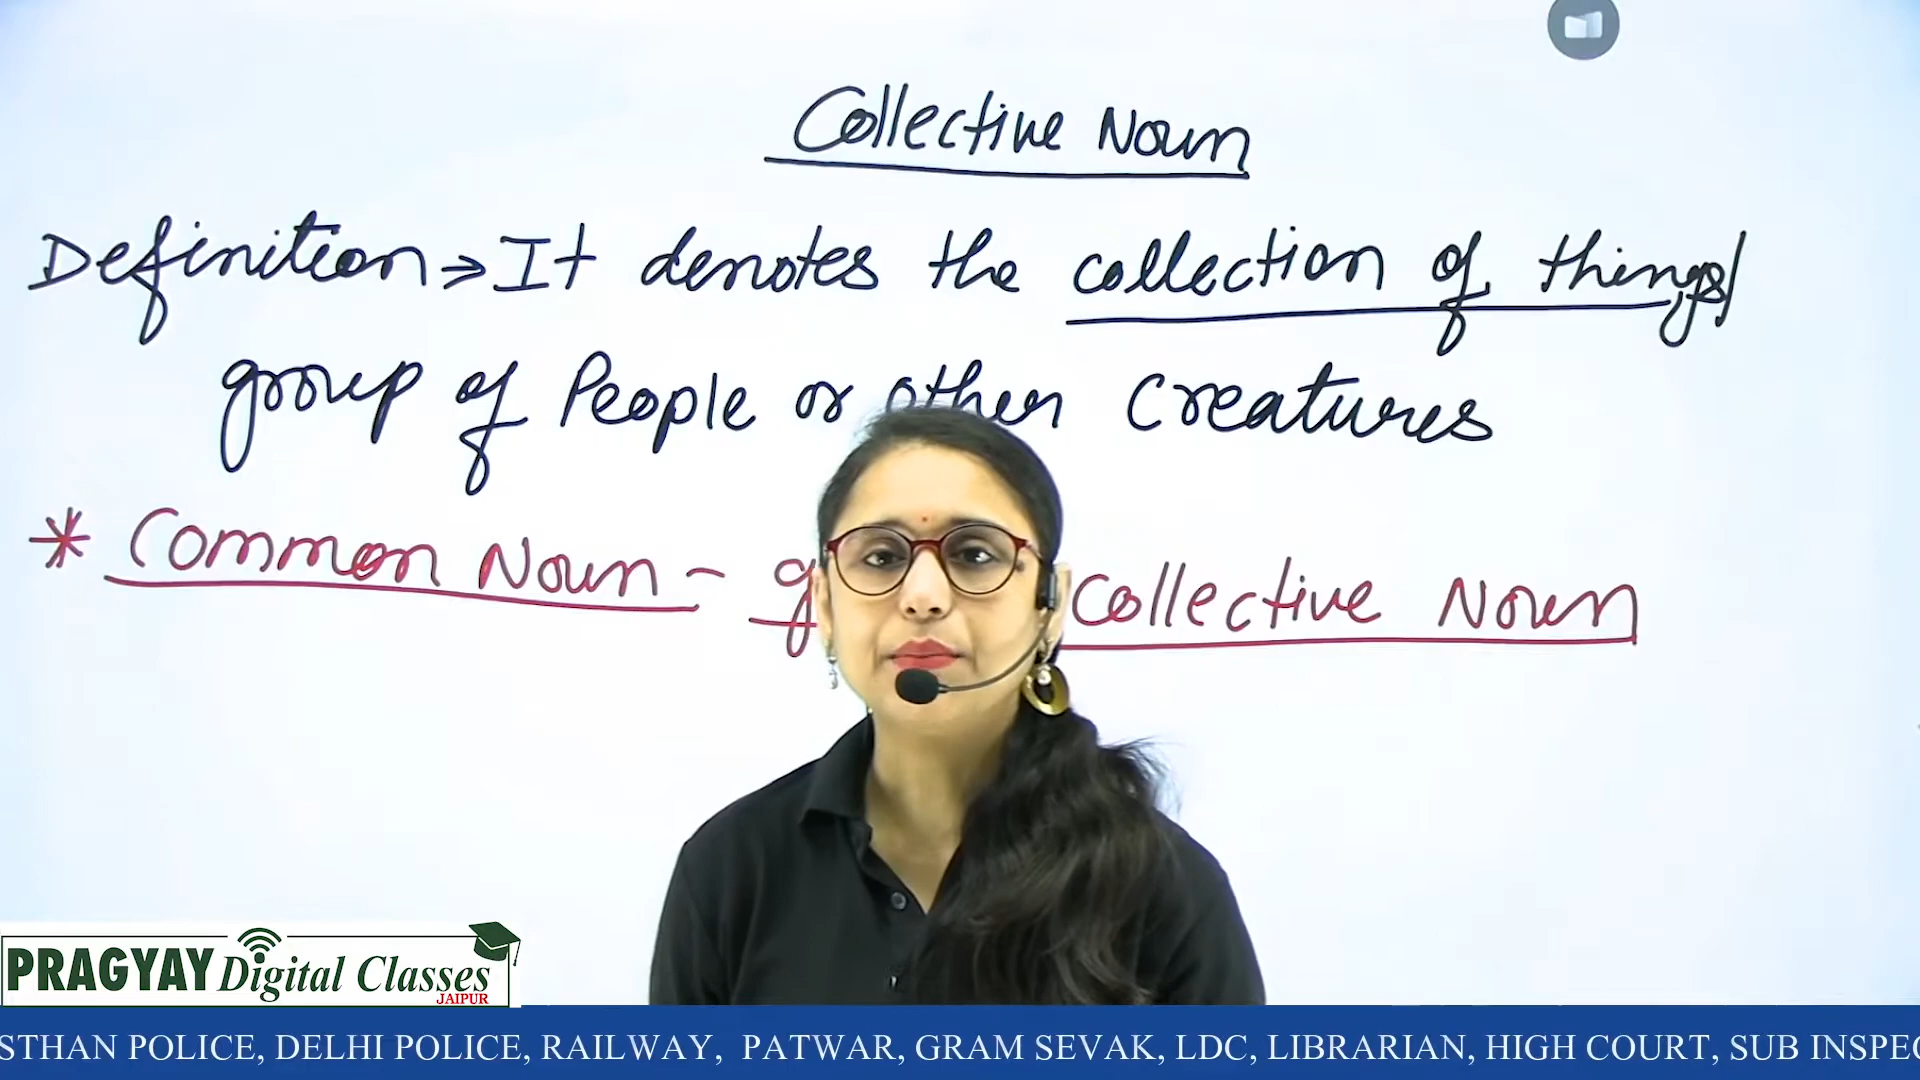 Collective Noun
Definition ⇒ It denotes the collection of things/
group of People or other Creatures
* Common Noun - Collective Noun
PRAGYAY Digital Classes
JAIPUR
STHAN POLICE, DELHI POLICE, RAILWAY, PATWAR, GRAM SEVAK, LDC, LIBRARIAN, HIGH COURT, SUB INSPEC